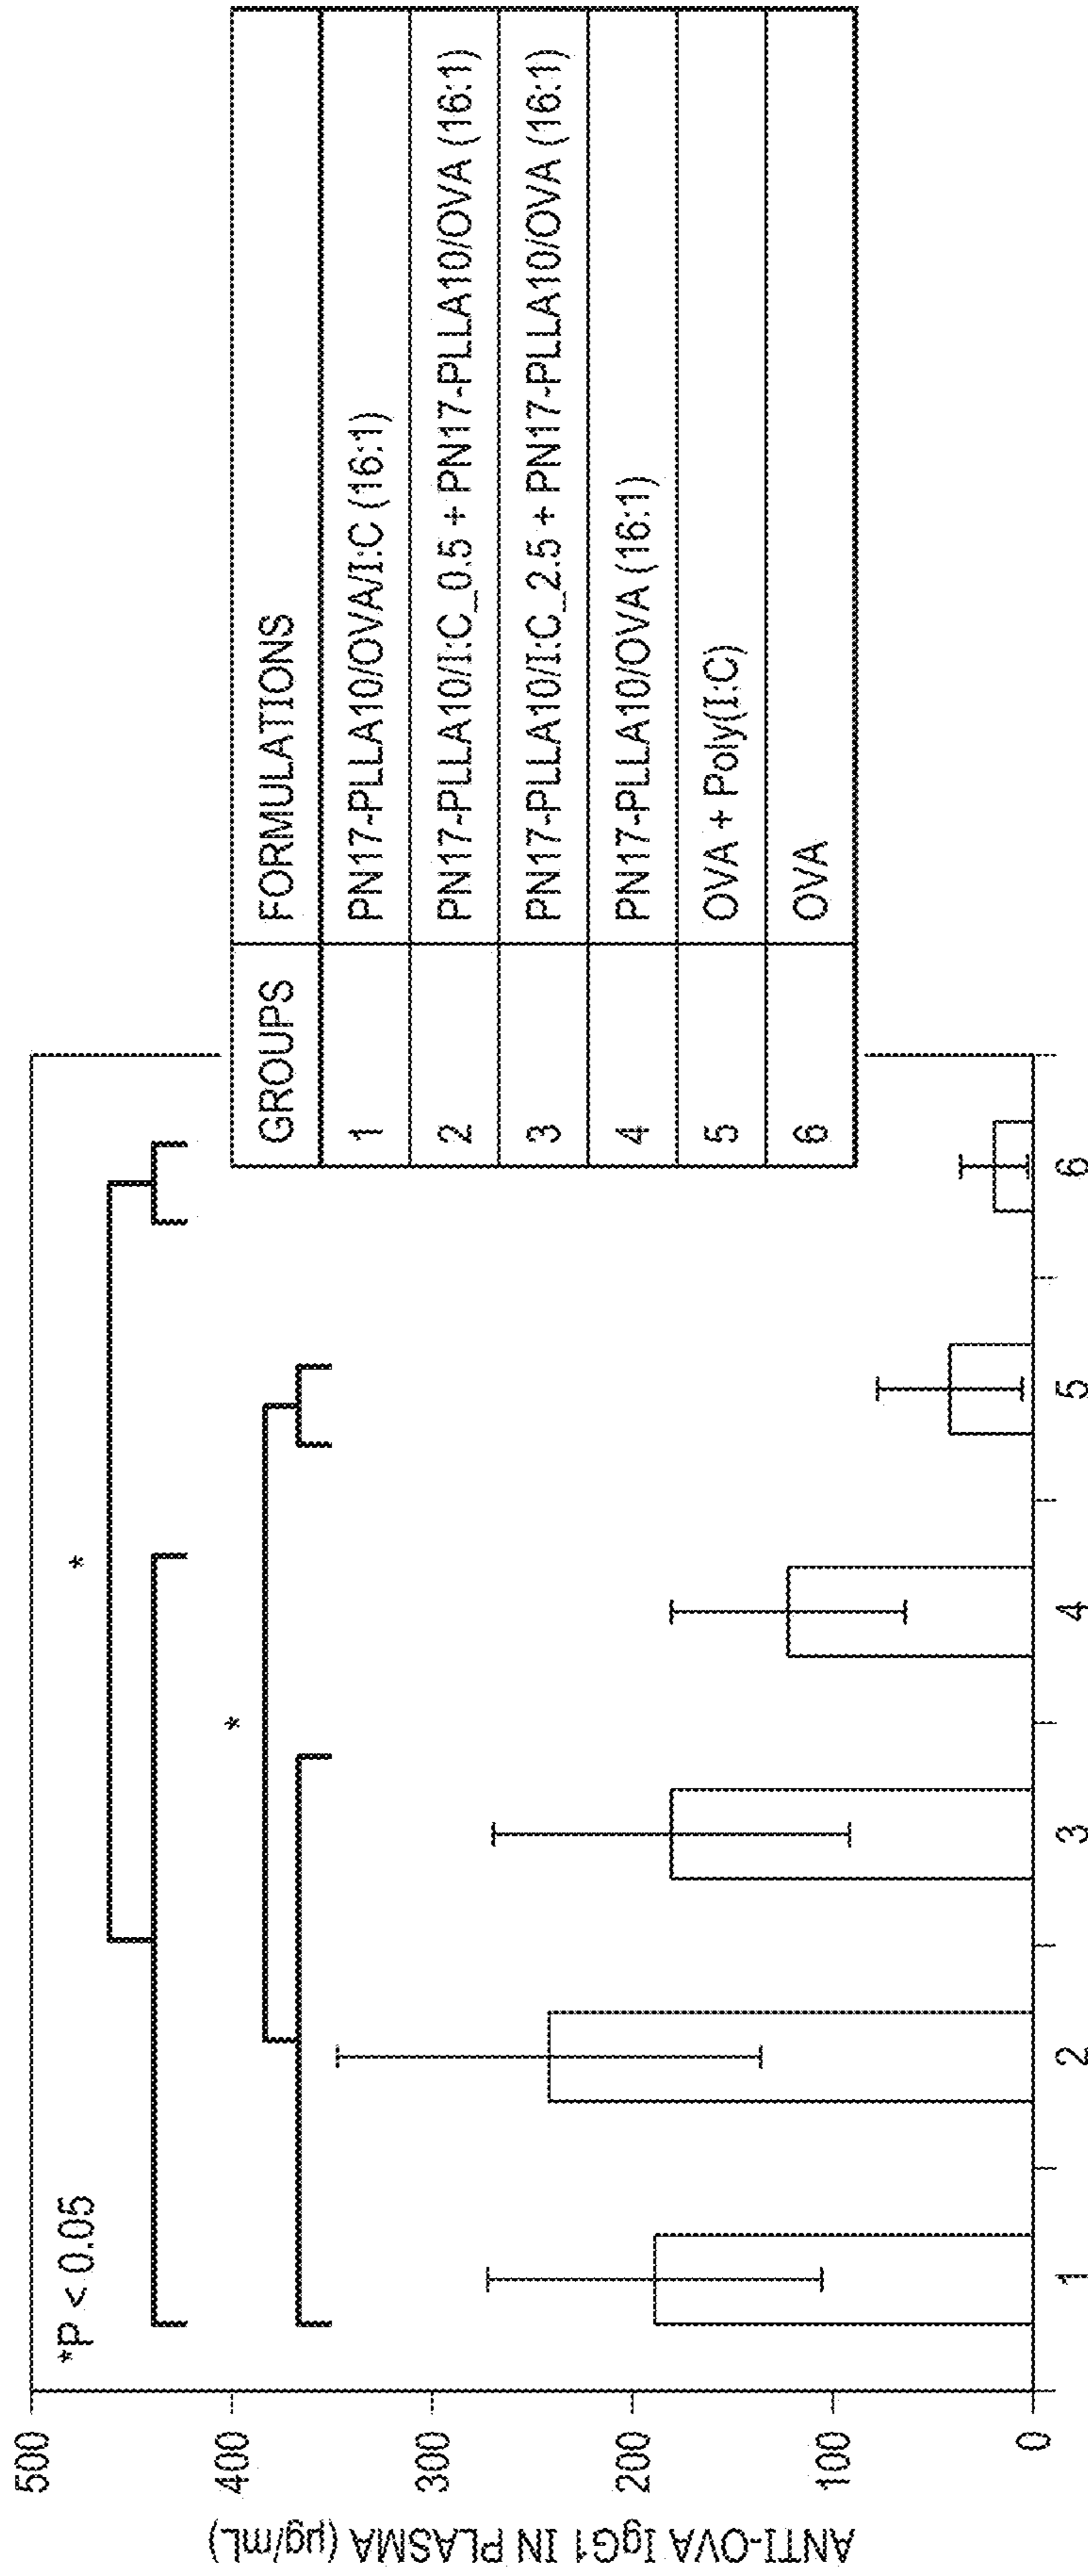 *P < 0.05
*
*
500
400
300
200
100
0
ANTI-OVA IgG1 IN PLASMA (µg/mL)
1 2 3 4 5 6
GROUPS FORMULATIONS
1 PN17-PLLA10/OVA/I:C (16:1)
2 PN17-PLLA10/I:C_0.5 + PN17-PLLA10/OVA (16:1)
3 PN17-PLLA10/I:C_2.5 + PN17-PLLA10/OVA (16:1)
4 PN17-PLLA10/OVA (16:1)
5 OVA + Poly(I:C)
6 OVA